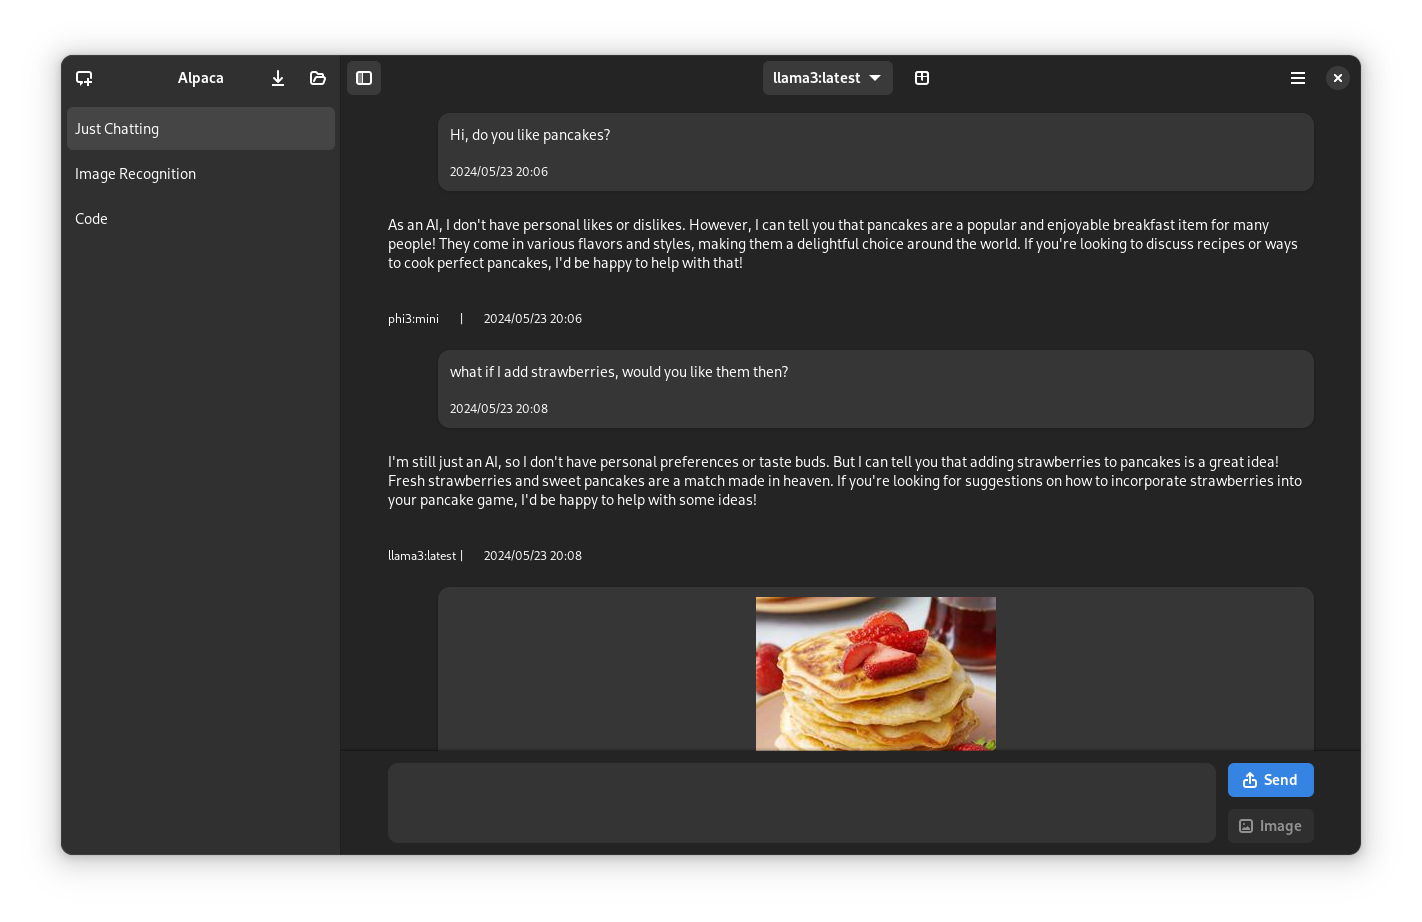 Alpaca
llama3:latest
Just Chatting
Image Recognition
Code
Hi, do you like pancakes?
2024/05/23 20:06
As an AI, I don't have personal likes or dislikes. However, I can tell you that pancakes are a popular and enjoyable breakfast item for many
people! They come in various flavors and styles, making them a delightful choice around the world. If you're looking to discuss recipes or ways
to cook perfect pancakes, I'd be happy to help with that!
phi3:mini | 2024/05/23 20:06
what if I add strawberries, would you like them then?
2024/05/23 20:08
I'm still just an AI, so I don't have personal preferences or taste buds. But I can tell you that adding strawberries to pancakes is a great idea!
Fresh strawberries and sweet pancakes are a match made in heaven. If you're looking for suggestions on how to incorporate strawberries into
your pancake game, I'd be happy to help with some ideas!
llama3:latest | 2024/05/23 20:08
Send
Image